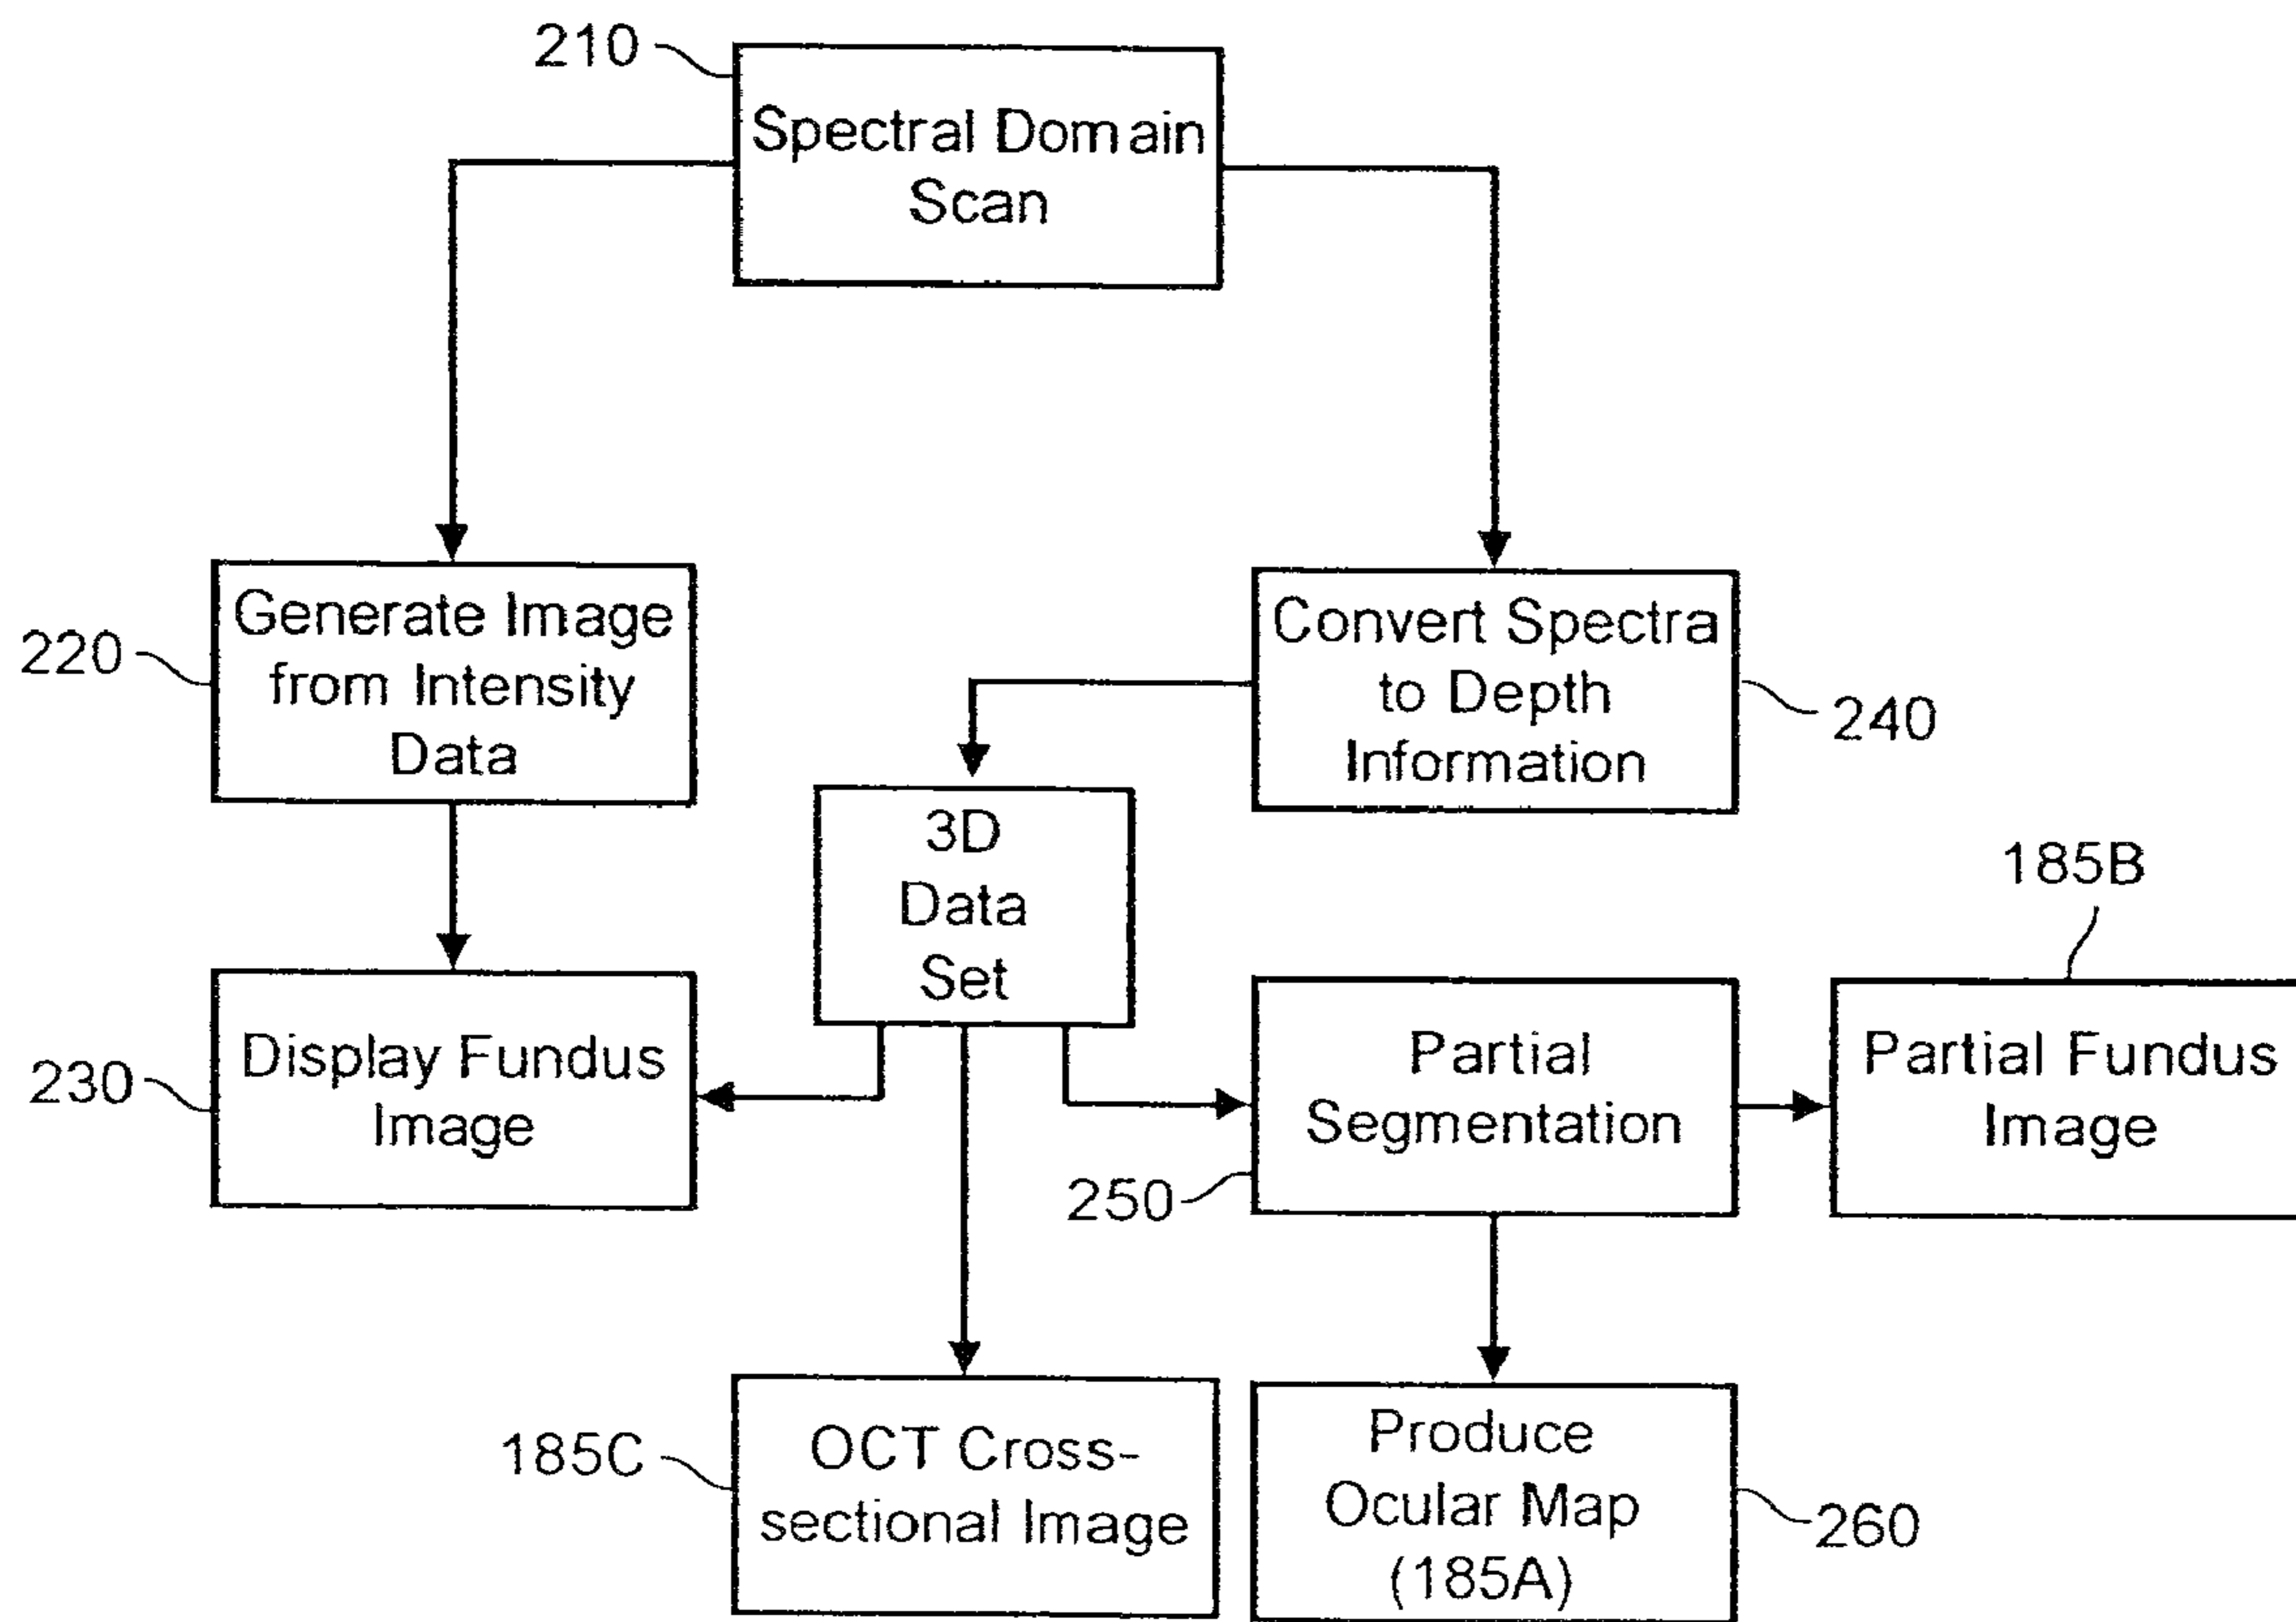 210
Spectral Domain
Scan
220
Generate Image
from Intensity
Data
Convert Spectra
to Depth
Information
240
3D
Data
Set
185B
230
Display Fundus
Image
250
Partial
Segmentation
Partial Fundus
Image
185C
OCT Cross-
sectional Image
Produce
Ocular Map
(185A)
260